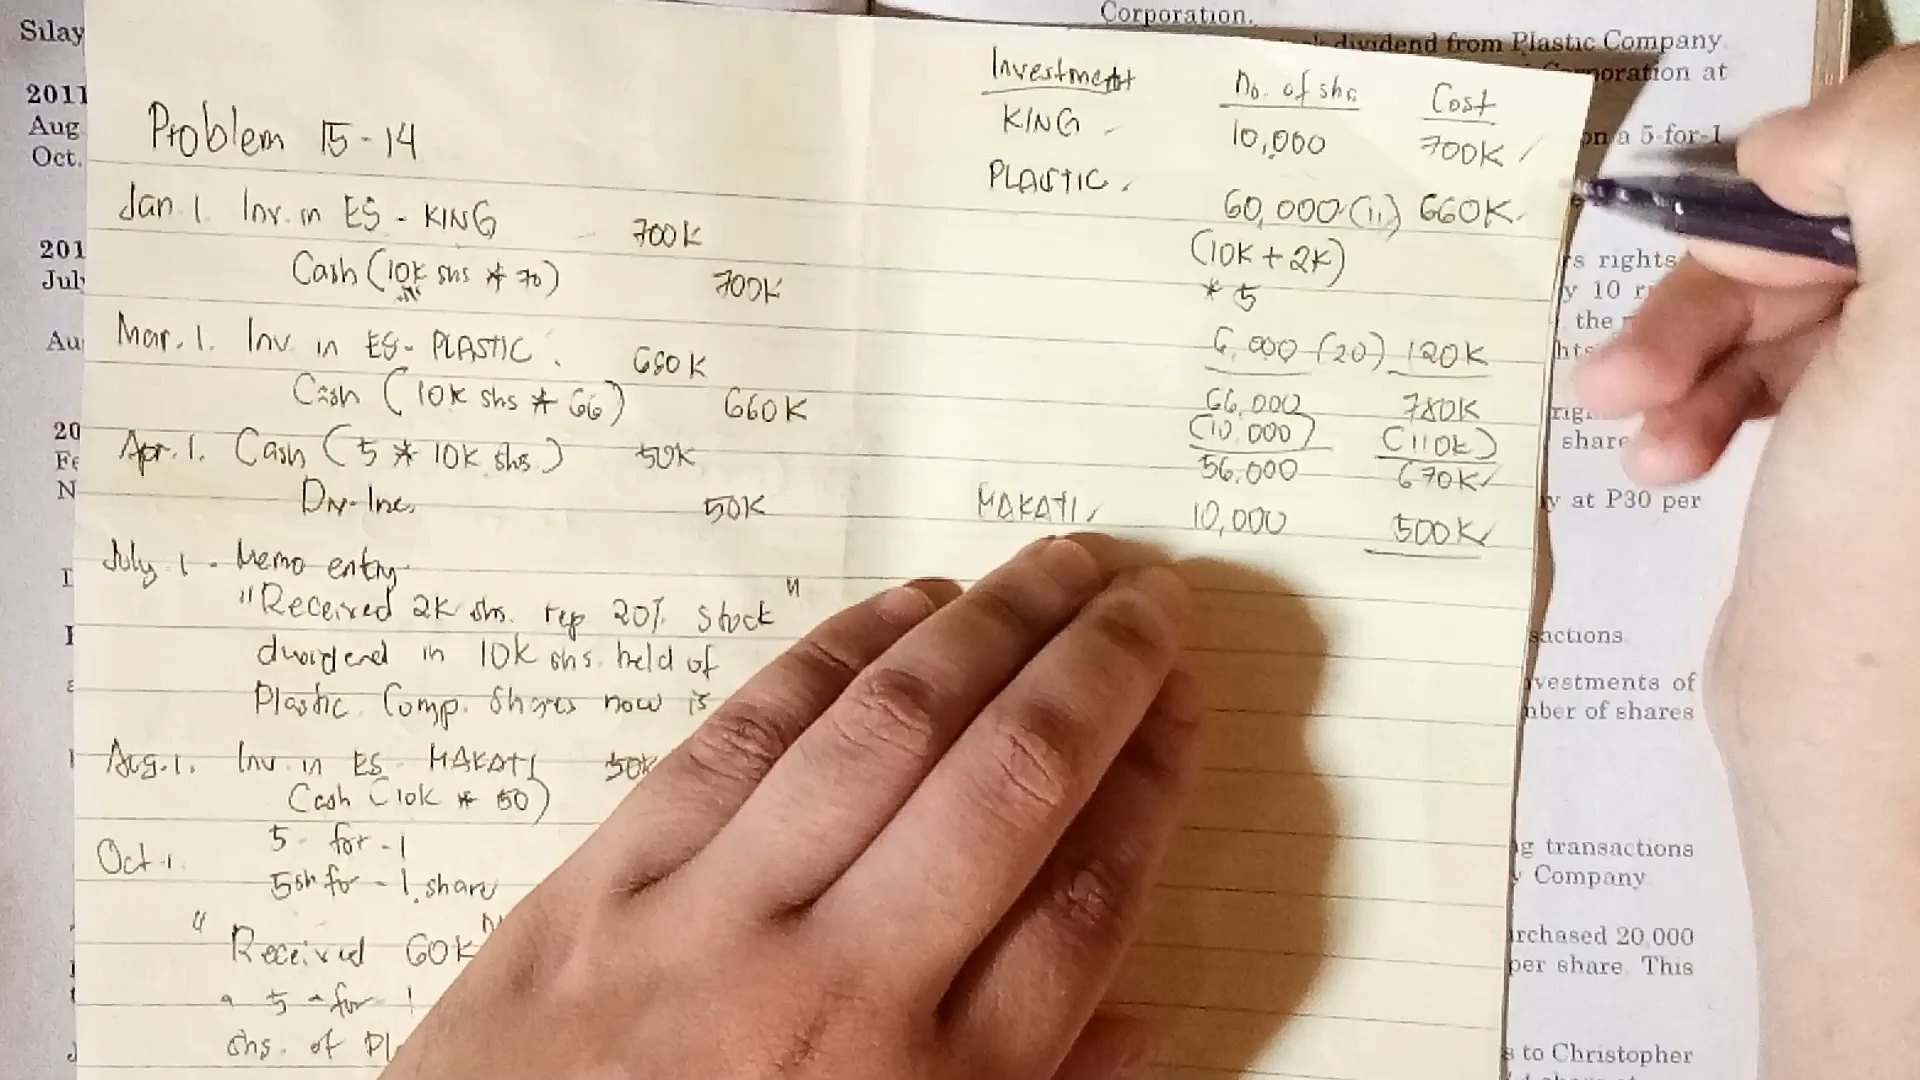 Corporation.
Silay
dividend from Plastic Company.
Corporation at
2011
Aug
Oct.
on a 5-for-1
201
July
rights
10
the
20
N
share
at P30 per
sactions
vestments of
nber of shares
g transactions
Company
rchased 20,000
per share. This
s to Christopher
Problem 15-14
Jan. 1. Inv. in ES - KING 700K
Cash (10K shs * 70) 700K
Mar. 1. Inv. in ES - PLASTIC. 660K
Cash (10K shs * 66) 660K
Apr. 1. Cash (5 * 10K shs.) 50K
Div-Inc. 50K
July 1 - Memo entry
"Received 2K shs. rep 20% stock"
dividend in 10K shs. held of
Plastic Comp. Shares now is
Aug. 1. Inv. in ES MAKATI 50K
Cash (10K * 50)
Oct. 1. 5 - for - 1
5sh for - 1 share
" Received 60K
a 5 - for 1
shs. of Pl
Investment No. of shs Cost
KING 10,000 700K
PLASTIC. 60,000 (11) 660K
(10K + 2K)
* 5
6,000 (20) 120K
66,000 780K
(10,000) (110K)
56,000 670K
MAKATI 10,000 500K